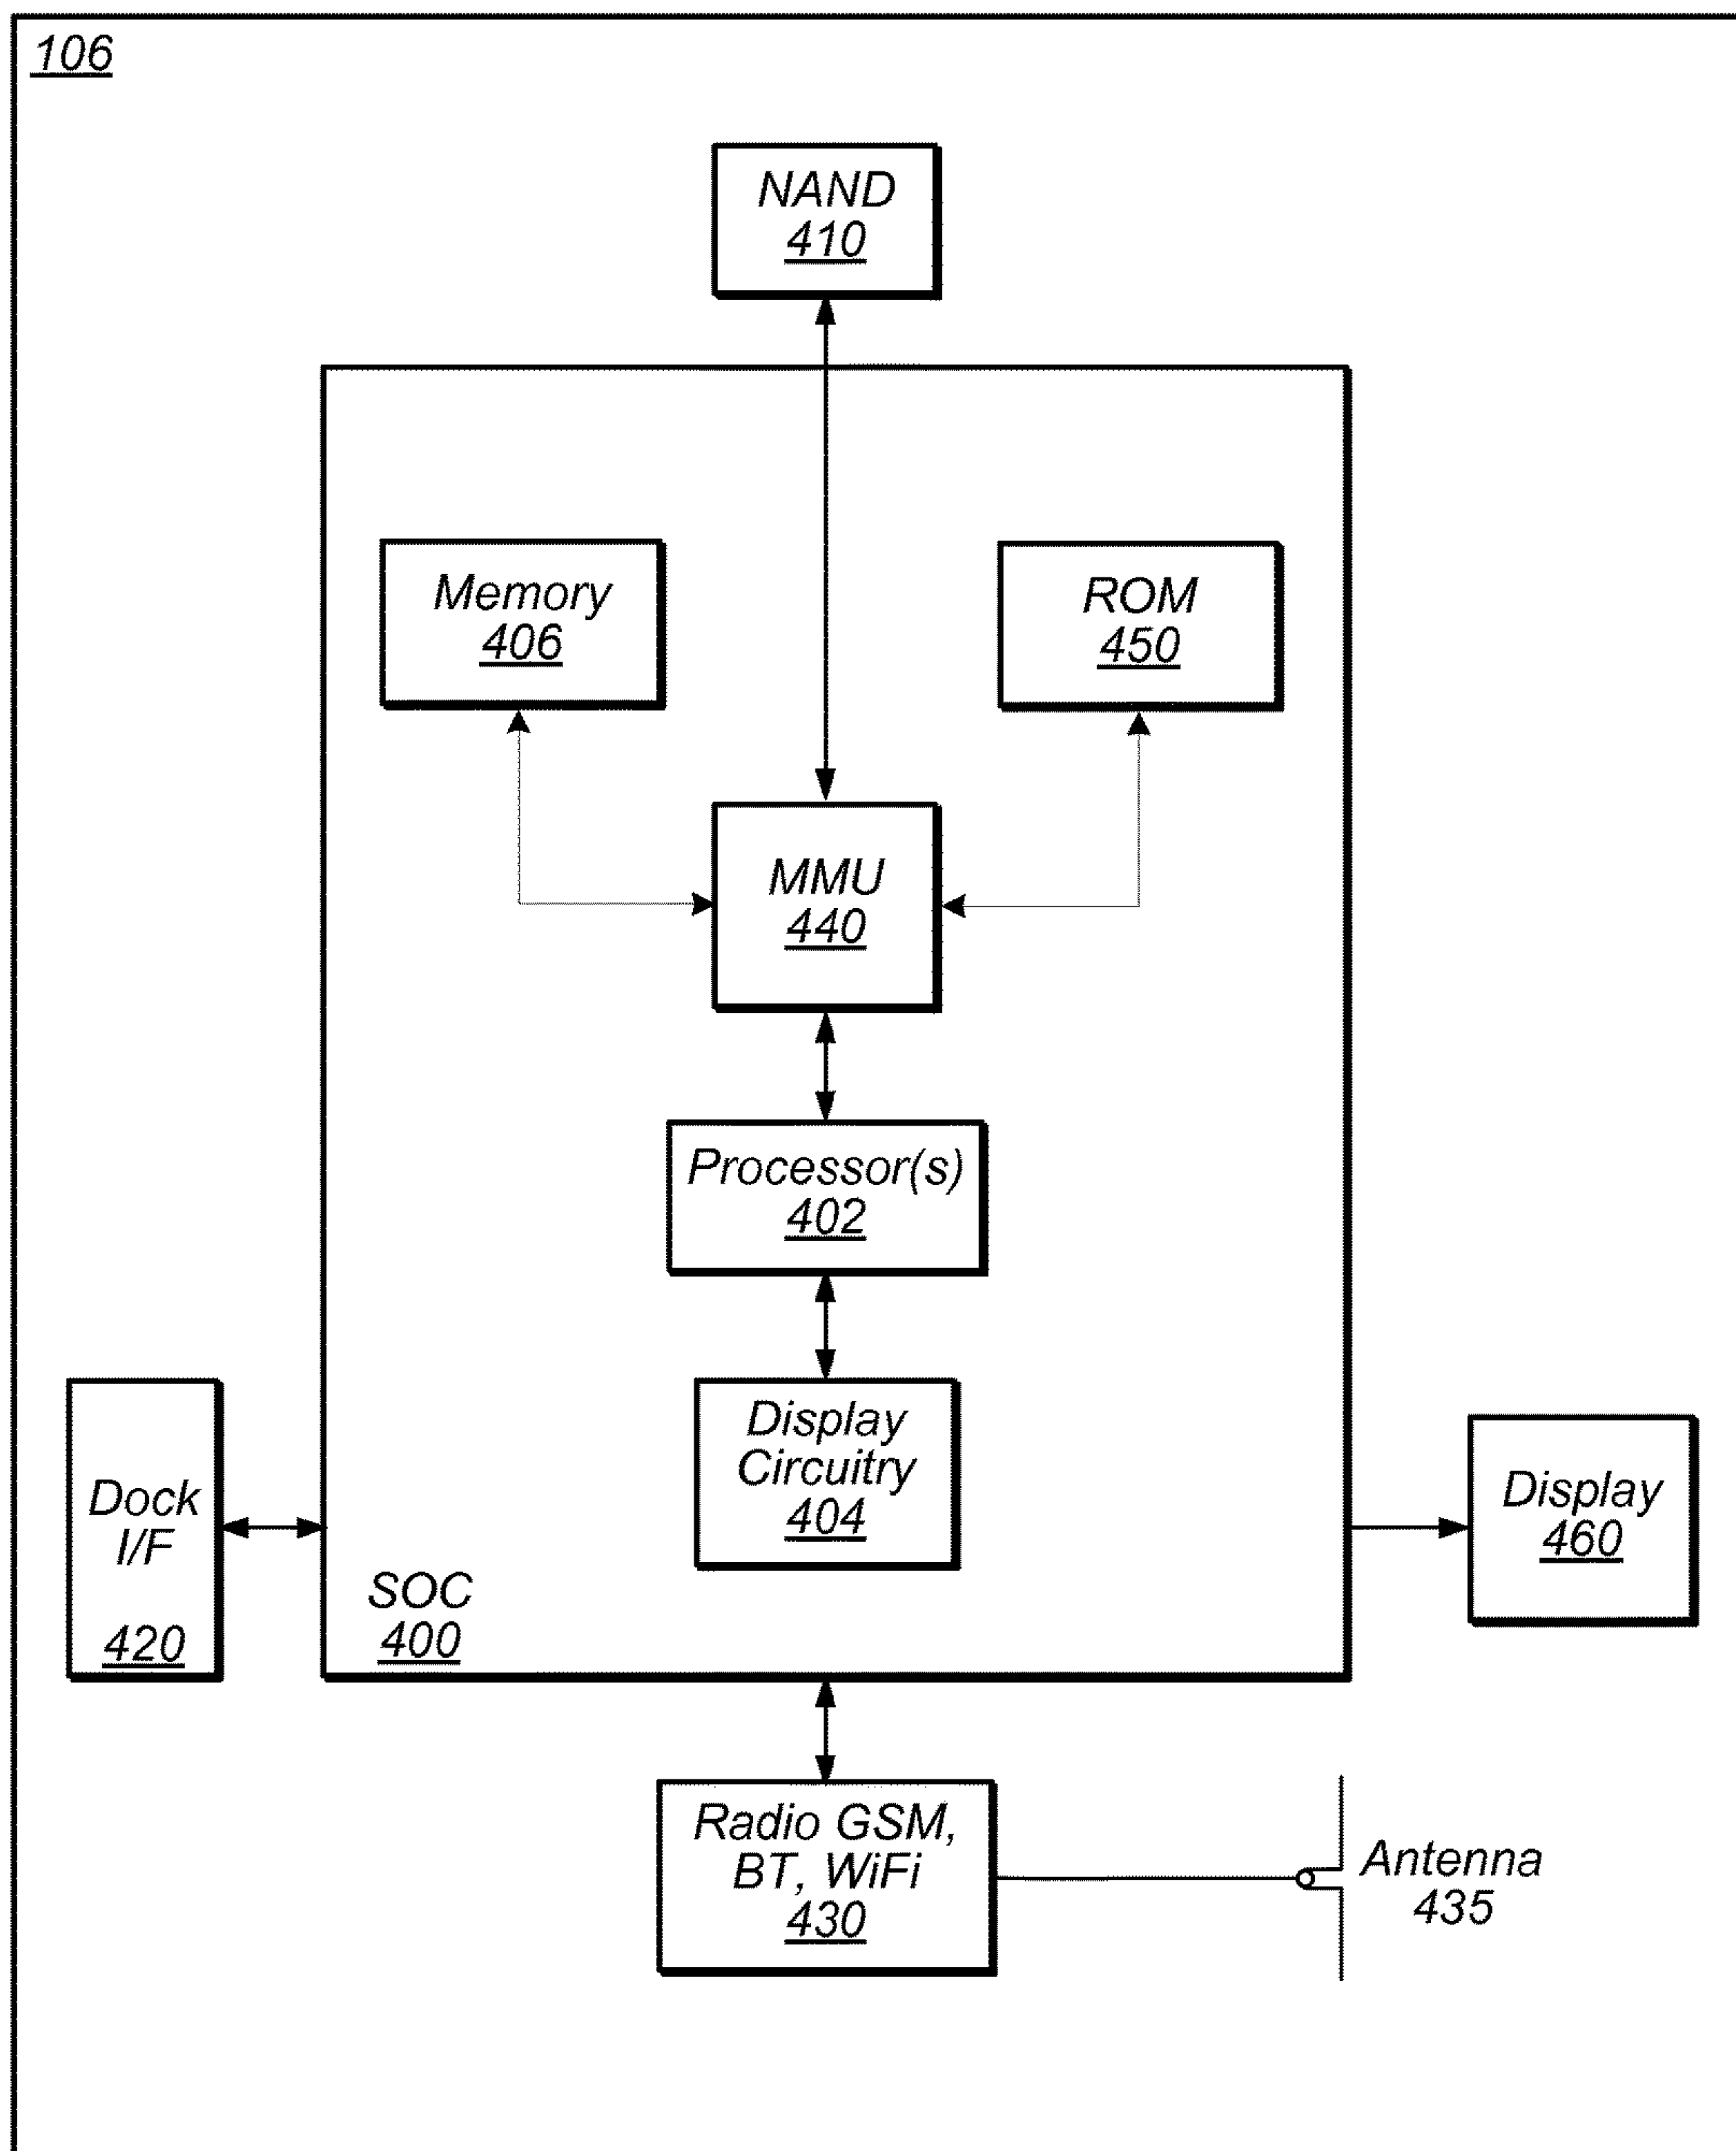 106
NAND
410
Memory
406
ROM
450
MMU
440
Processor(s)
402
Display
Circuitry
404
Dock
I/F
420
SOC
400
Display
460
Radio GSM,
BT, WiFi
430
Antenna
435